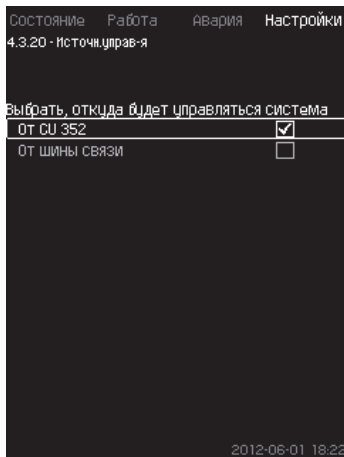 Состояние Работа Авария Настройки
4.3.20 - Источн.управ-я
Выбрать, откуда будет управляться система
От CU 352
От шины связи
2012-06-01 18:22